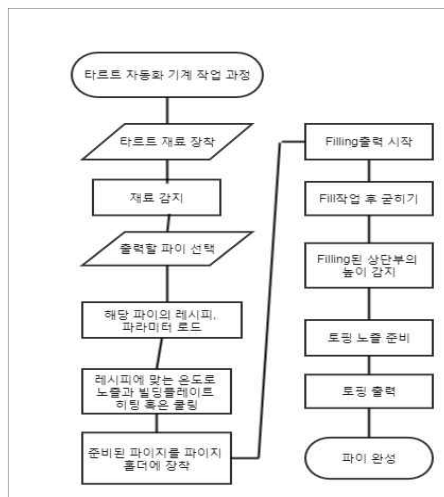 타르트 자동화 기계 작업 과정
타르트 재료 장착
재료 감지
출력할 파이 선택
해당 파이의 레시피,
파라미터 로드
레시피에 맞는 온도로
노즐과 빌딩플레이트
히팅 혹은 쿨링
준비된 파이지를 파이지
홀더에 장착
Filling출력 시작
Fill작업 후 굳히기
Filling된 상단부의
높이 감지
토핑 노즐 준비
토핑 출력
파이 완성